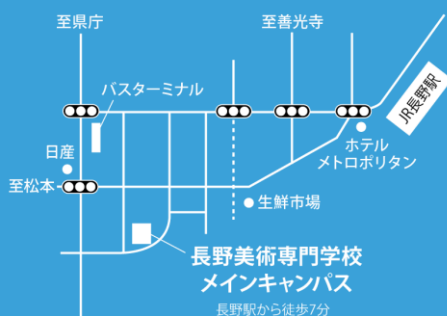 至県庁
至善光寺
バスターミナル
JR長野駅
日産
ホテル
メトロポリタン
至松本
生鮮市場
長野美術専門学校
メインキャンパス
長野駅から徒歩7分